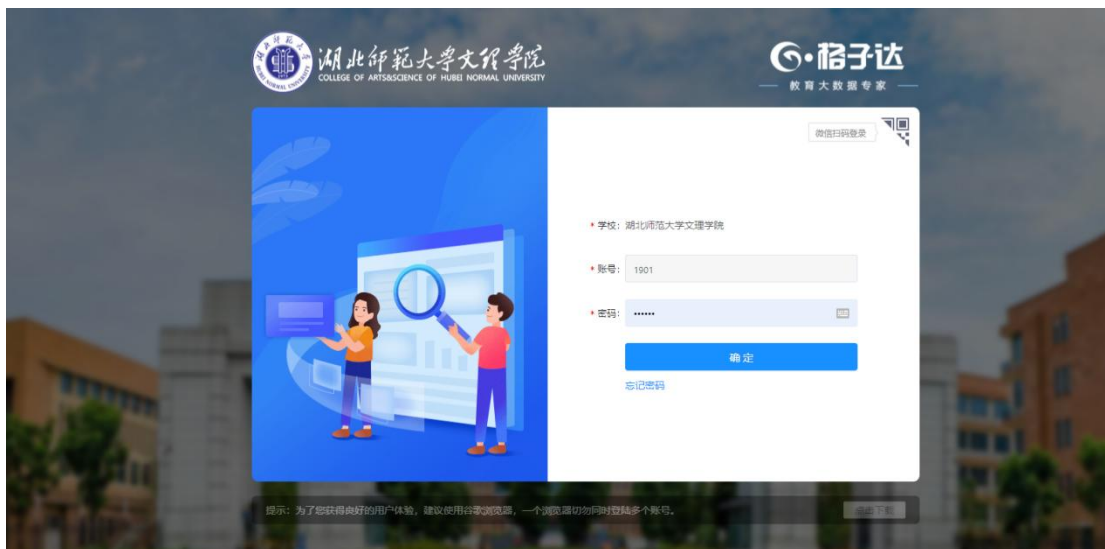 湖北师范大学文理学院
COLLEGE OF ARTS&SCIENCE OF HUBEI NORMAL UNIVERSITY
格子达
教育大数据专家
微信扫码登录
* 学校: 湖北师范大学文理学院
* 账号: 1901
* 密码: ••••••
确定
忘记密码
提示：为了您获得良好的用户体验，建议使用谷歌浏览器，一个浏览器切勿同时登陆多个账号。
点击下载